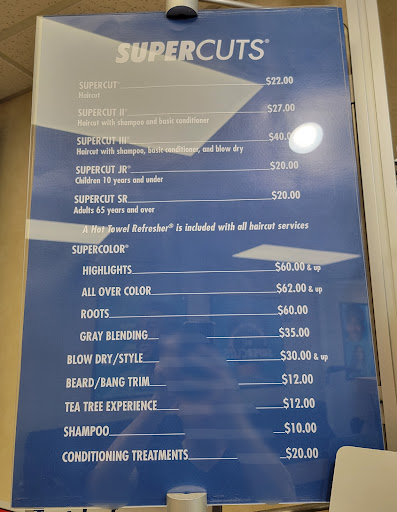 SUPERCUTS®
SUPERCUT® $22.00
Haircut
SUPERCUT II® $27.00
Haircut with shampoo and basic conditioner
SUPERCUT III® $40.
Haircut with shampoo, basic conditioner, and blow dry
SUPERCUT JR® $20.00
Children 10 years and under
SUPERCUT SR $20.00
Adults 65 years and over
A Hot Towel Refresher® is included with all haircut services
SUPERCOLOR®
HIGHLIGHTS $60.00 & up
ALL OVER COLOR $62.00 & up
ROOTS $60.00
GRAY BLENDING $35.00
BLOW DRY/STYLE $30.00 & up
BEARD/BANG TRIM $12.00
TEA TREE EXPERIENCE $12.00
SHAMPOO $10.00
CONDITIONING TREATMENTS $20.00